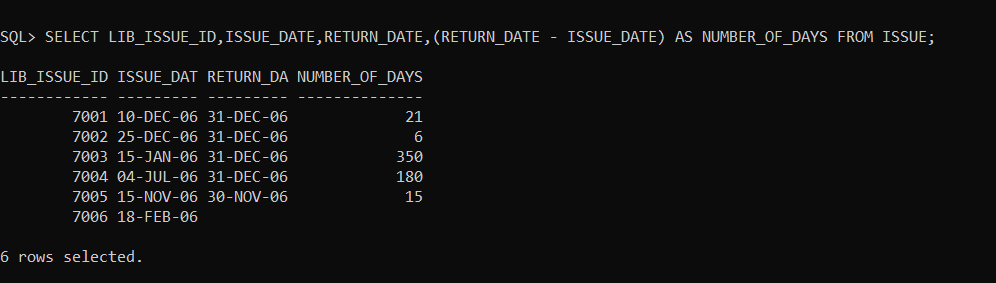 SQL> SELECT LIB_ISSUE_ID,ISSUE_DATE,RETURN_DATE,(RETURN_DATE - ISSUE_DATE) AS NUMBER_OF_DAYS FROM ISSUE;
LIB_ISSUE_ID ISSUE_DAT RETURN_DA NUMBER_OF_DAYS
------------ --------- --------- --------------
        7001 10-DEC-06 31-DEC-06             21
        7002 25-DEC-06 31-DEC-06              6
        7003 15-JAN-06 31-DEC-06            350
        7004 04-JUL-06 31-DEC-06            180
        7005 15-NOV-06 30-NOV-06             15
        7006 18-FEB-06
6 rows selected.